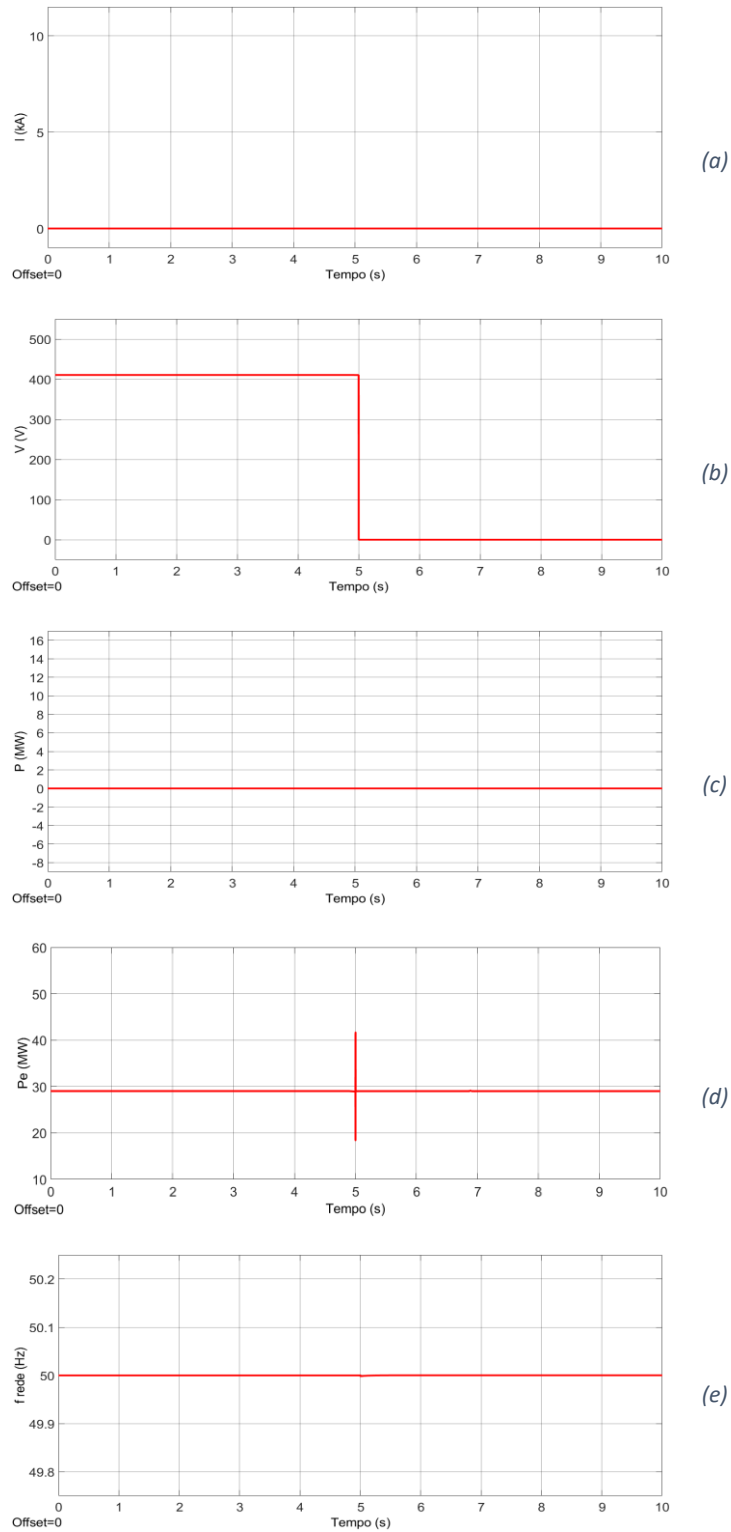 10
5
0
I (kA)
0 1 2 3 4 5 6 7 8 9 10
Offset=0
Tempo (s)
(a)
500
400
300
200
100
0
V (V)
0 1 2 3 4 5 6 7 8 9 10
Offset=0
Tempo (s)
(b)
16
14
12
10
8
6
4
2
0
-2
-4
-6
-8
P (MW)
0 1 2 3 4 5 6 7 8 9 10
Offset=0
Tempo (s)
(c)
60
50
40
30
20
10
Pe (MW)
0 1 2 3 4 5 6 7 8 9 10
Offset=0
Tempo (s)
(d)
50.2
50.1
50
49.9
49.8
f rede (Hz)
0 1 2 3 4 5 6 7 8 9 10
Offset=0
Tempo (s)
(e)